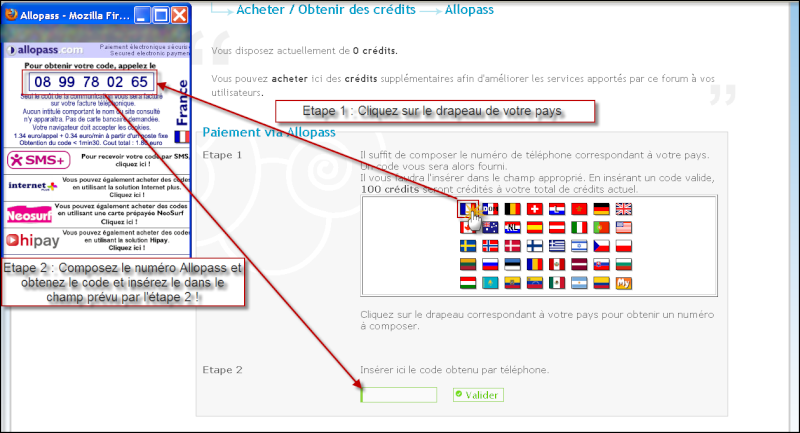 Allopass - Mozilla Fir...
allopass.com
Paiement électronique sécuris
Secured electronic paymen
Pour obtenir votre code, appelez le
08 99 78 02 65
Seul le coût de la communication vous sera facturé
sur votre facture téléphonique.
Aucun intitulé comportant le nom du site consulté
n'y apparaîtra. Pas de carte bancaire demandée.
Votre navigateur doit accepter les cookies.
1.34 euro/appel + 0.34 euro/min à partir d'un poste fixe
Obtention du code < 1min30. Cout total : 1.80 euro
France
SMS+
Pour recevoir votre code par SMS,
Cliquez ici !
internet+
Vous pouvez également acheter des codes
en utilisant la solution Internet plus.
Cliquez ici !
Neosurf
Vous pouvez également acheter des codes
en utilisant une carte prépayée NeoSurf
Cliquez ici !
Hipay
Vous pouvez également acheter des codes
en utilisant la solution Hipay.
Cliquez ici !
Etape 2 : Composez le numéro Allopass et
obtenez le code et insérez le dans le
champ prévu par l'étape 2 !
Acheter / Obtenir des crédits Allopass
Vous disposez actuellement de 0 crédits.
Vous pouvez acheter ici des crédits supplémentaires afin d'améliorer les services apportés par ce forum à vos
utilisateurs.
Etape 1 : Cliquez sur le drapeau de votre pays
Paiement via Allopass
Etape 1
Il suffit de composer le numéro de téléphone correspondant à votre pays.
Un code vous sera alors fourni.
Il vous faudra l'insérer dans le champ approprié. En insérant un code valide,
100 crédits seront crédités à votre total de crédits actuel.
Cliquez sur le drapeau correspondant à votre pays pour obtenir un numéro
à composer.
Etape 2
Insérer ici le code obtenu par téléphone.
Valider